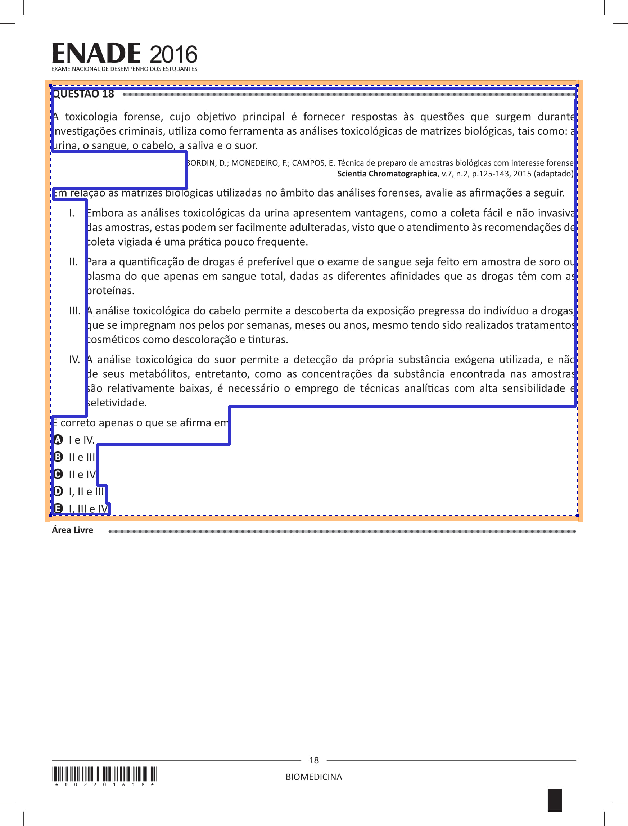 ENADE 2016
EXAME NACIONAL DE DESEMPENHO DOS ESTUDANTES
QUESTÃO 18
A toxicologia forense, cujo objetivo principal é fornecer respostas às questões que surgem durante
investigações criminais, utiliza como ferramenta as análises toxicológicas de matrizes biológicas, tais como: a
urina, o sangue, o cabelo, a saliva e o suor.
BORDIN, D.; MONEDEIRO, F.; CAMPOS, E. Técnica de preparo de amostras biológicas com interesse forense.
Scientia Chromatographica, v.7, n.2, p.125-143, 2015 (adaptado).
Em relação às matrizes biológicas utilizadas no âmbito das análises forenses, avalie as afirmações a seguir.
I. Embora as análises toxicológicas da urina apresentem vantagens, como a coleta fácil e não invasiva
das amostras, estas podem ser facilmente adulteradas, visto que o atendimento às recomendações de
coleta vigiada é uma prática pouco frequente.
II. Para a quantificação de drogas é preferível que o exame de sangue seja feito em amostra de soro ou
plasma do que apenas em sangue total, dadas as diferentes afinidades que as drogas têm com as
proteínas.
III. A análise toxicológica do cabelo permite a descoberta da exposição pregressa do indivíduo a drogas,
que se impregnam nos pelos por semanas, meses ou anos, mesmo tendo sido realizados tratamentos
cosméticos como descoloração e tinturas.
IV. A análise toxicológica do suor permite a detecção da própria substância exógena utilizada, e não
de seus metabólitos, entretanto, como as concentrações da substância encontrada nas amostras
são relativamente baixas, é necessário o emprego de técnicas analíticas com alta sensibilidade e
seletividade.
É correto apenas o que se afirma em
A I e IV.
B II e III.
C II e IV.
D I, II e III.
E I, III e IV.
Área Livre
18
BIOMEDICINA